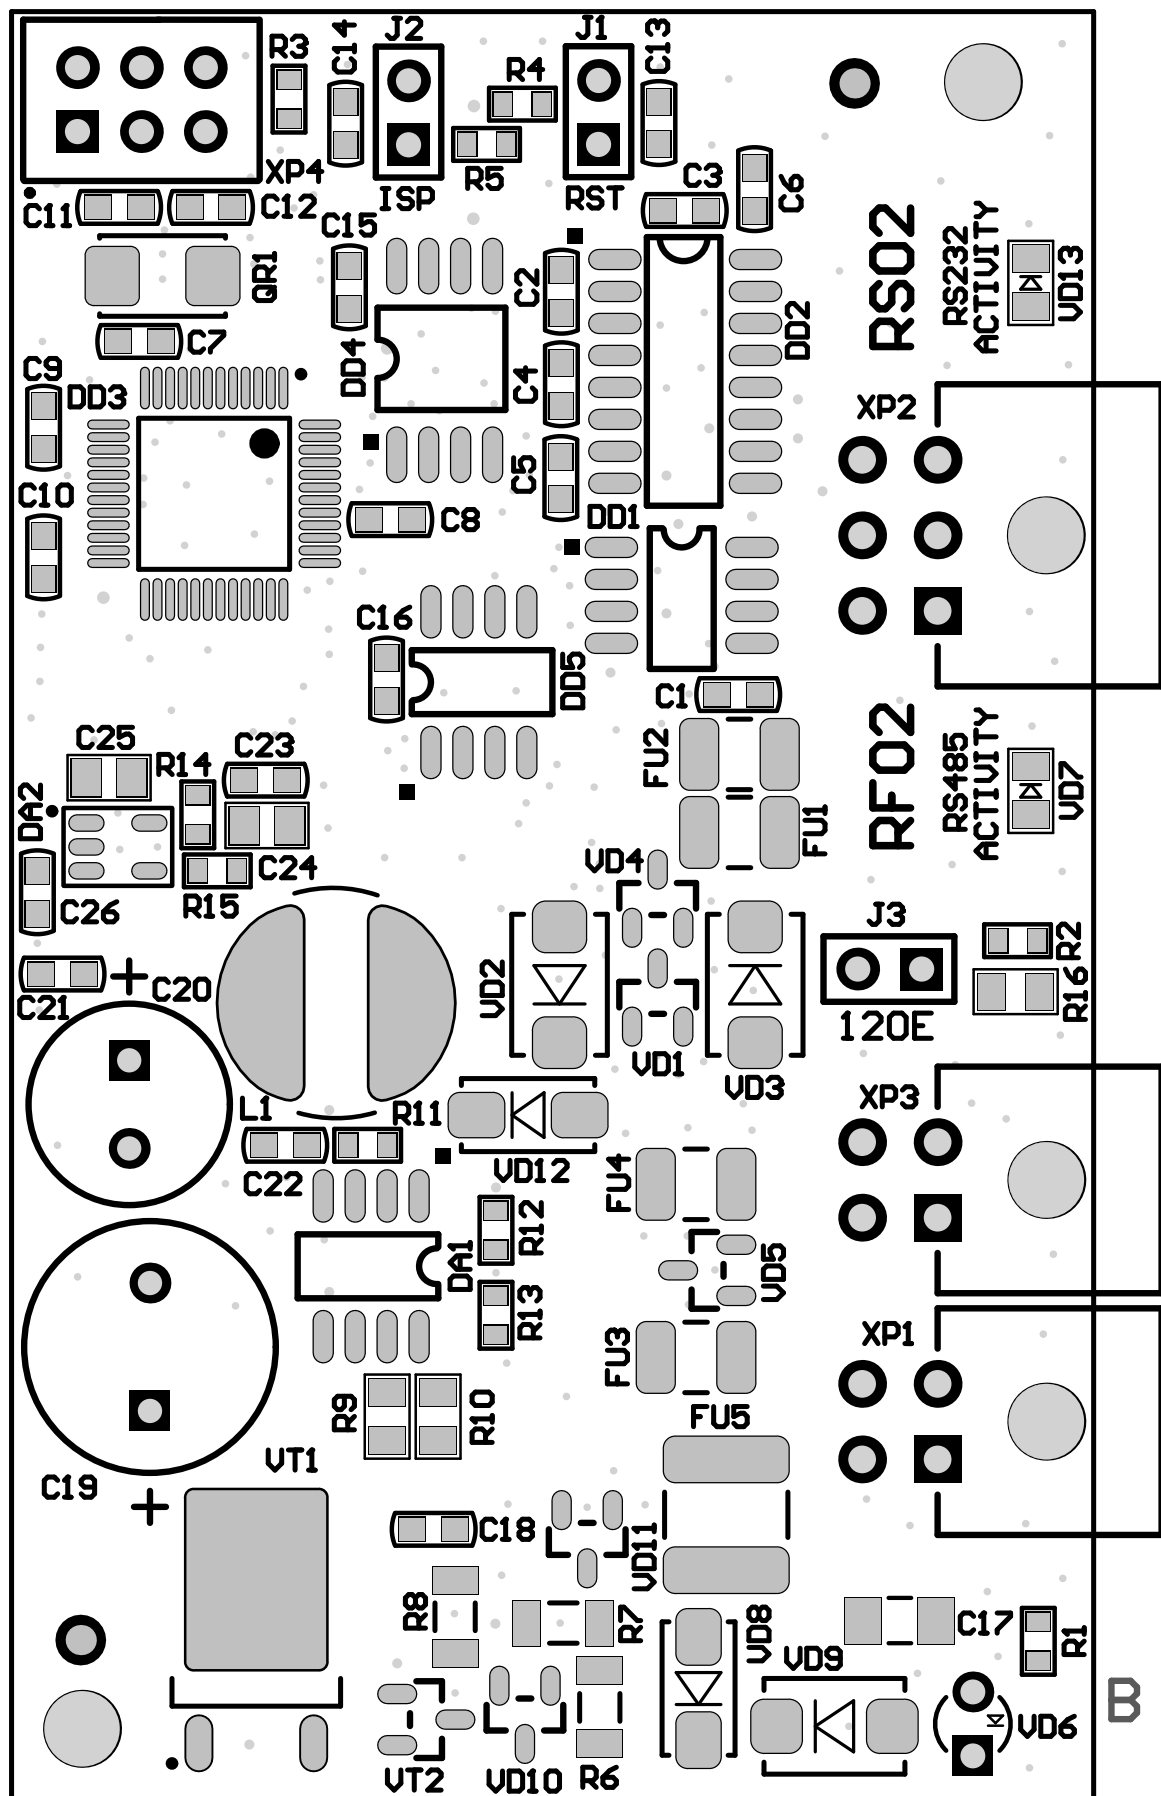 C14
J2
J1
C13
R3
R4
XP4
R5
C3
C6
ISP
RST
C11
C12
C15
QR1
C2
DD2
RS02
RS232
ACTIVITY
VD13
C7
DD4
C9
DD3
C4
XP2
C10
C5
C8
DD1
C16
DD5
C1
FU2
RF02
RS485
ACTIVITY
VD7
C25
R14
C23
DA2
FU1
C24
VD4
R15
C26
J3
R2
C21
C20
VD2
R16
120E
VD1
VD3
L1
R11
XP3
C22
VD12
FU4
R12
DA1
VD5
R13
FU3
XP1
R9
R10
FU5
VT1
C19
C18
VD11
R8
R7
VD8
C17
R1
VD9
B
VD6
VT2
VD10
R6